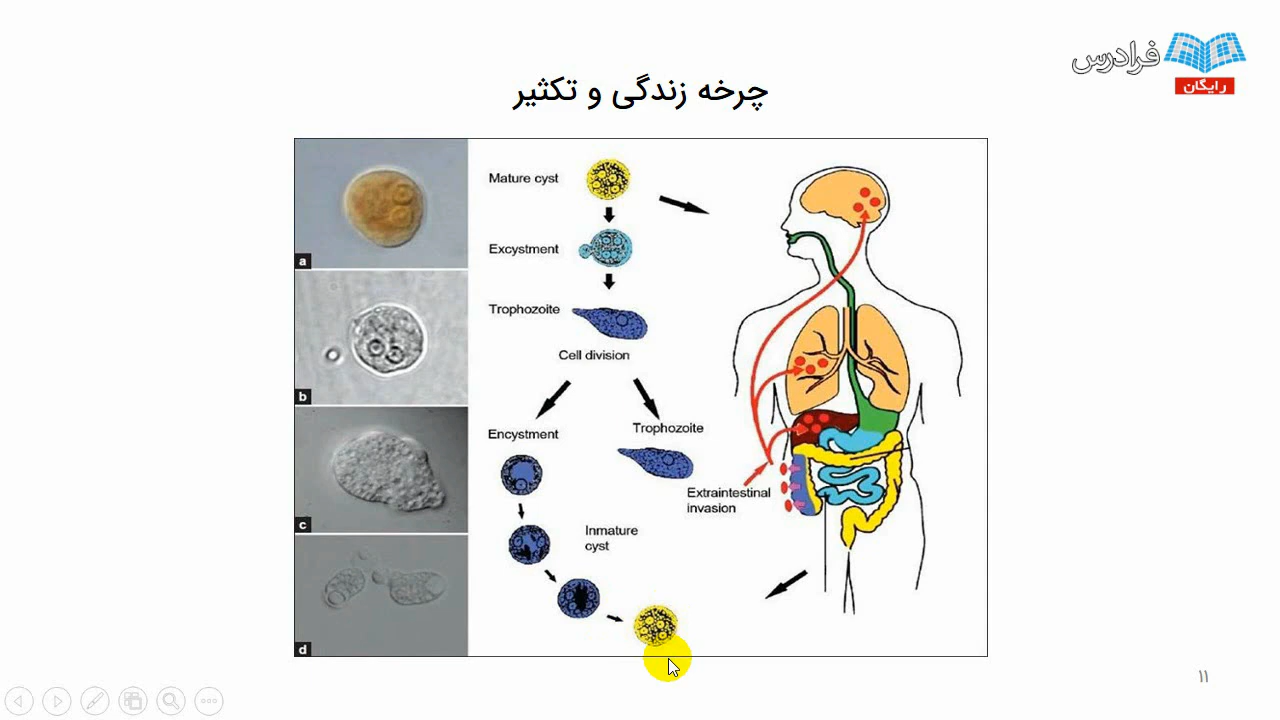 فرادرس
رایگان
چرخه زندگی و تکثیر
a
b
c
d
Mature cyst
Excystment
Trophozoite
Cell division
Encystment
Trophozoite
Inmature
cyst
Extraintestinal
invasion
۱۱